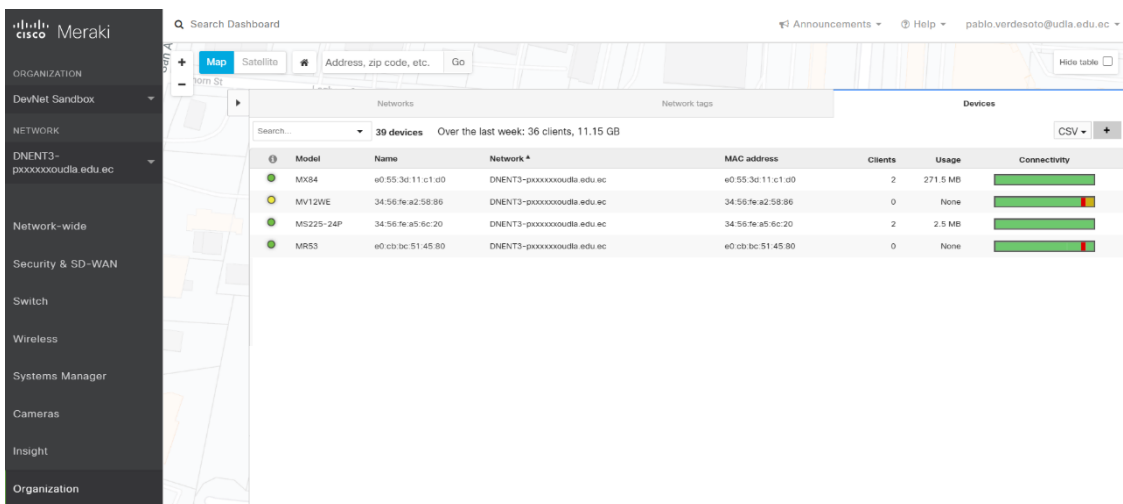 cisco Meraki
Search Dashboard
Announcements
Help
pablo.verdesoto@udla.edu.ec
ORGANIZATION
DevNet Sandbox
NETWORK
DNENT3-
pxxxxxxoudla.edu.ec
Network-wide
Security & SD-WAN
Switch
Wireless
Systems Manager
Cameras
Insight
Organization
+ Map Satellite Address, zip code, etc. Go
−
Hide table
Networks Network tags Devices
Search... 39 devices Over the last week: 36 clients, 11.15 GB CSV +
Model Name Network MAC address Clients Usage Connectivity
MX84 e0:55:3d:11:c1:d0 DNENT3-pxxxxxxoudla.edu.ec e0:55:3d:11:c1:d0 2 271.5 MB
MV12WE 34:56:fe:a2:58:86 DNENT3-pxxxxxxoudla.edu.ec 34:56:fe:a2:58:86 0 None
MS225-24P 34:56:fe:a5:6c:20 DNENT3-pxxxxxxoudla.edu.ec 34:56:fe:a5:6c:20 2 2.5 MB
MR53 e0:cb:bc:51:45:80 DNENT3-pxxxxxxoudla.edu.ec e0:cb:bc:51:45:80 0 None